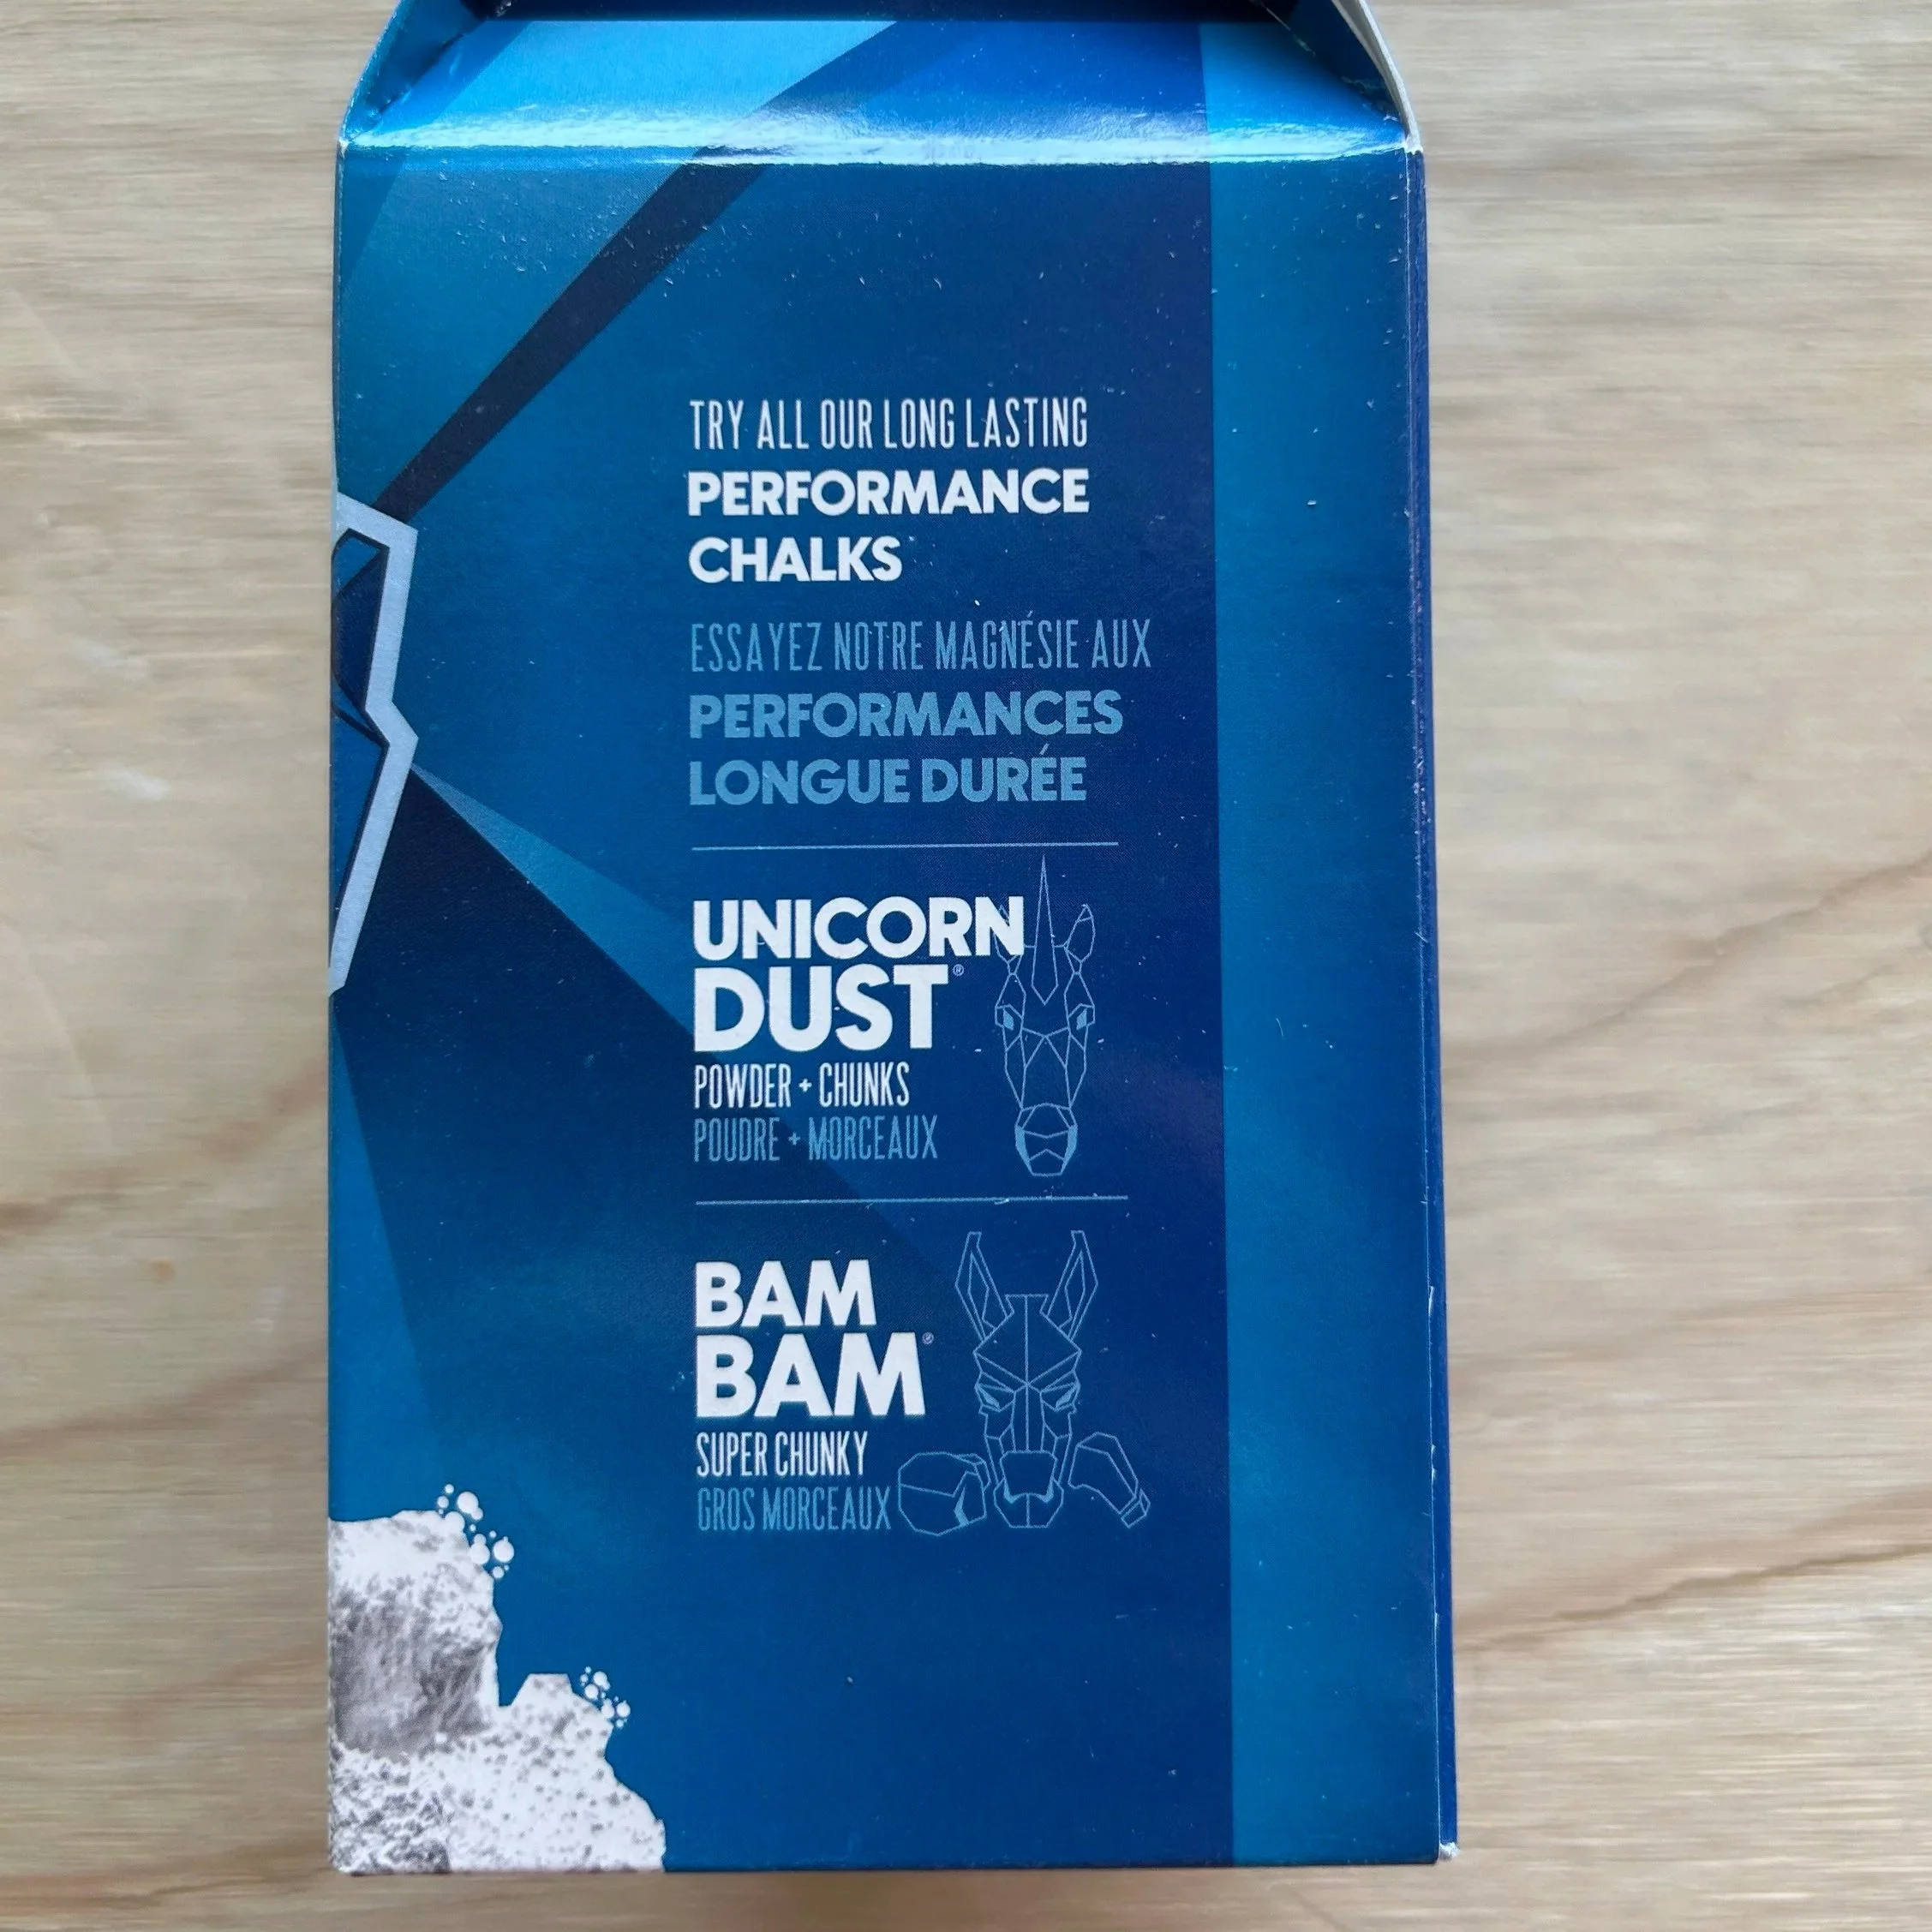 TRY ALL OUR LONG LASTING
PERFORMANCE
CHALKS
ESSAYEZ NOTRE MAGNÉSIE AUX
PERFORMANCES
LONGUE DURÉE
UNICORN
DUST®
POWDER + CHUNKS
POUDRE + MORCEAUX
BAM
BAM®
SUPER CHUNKY
GROS MORCEAUX